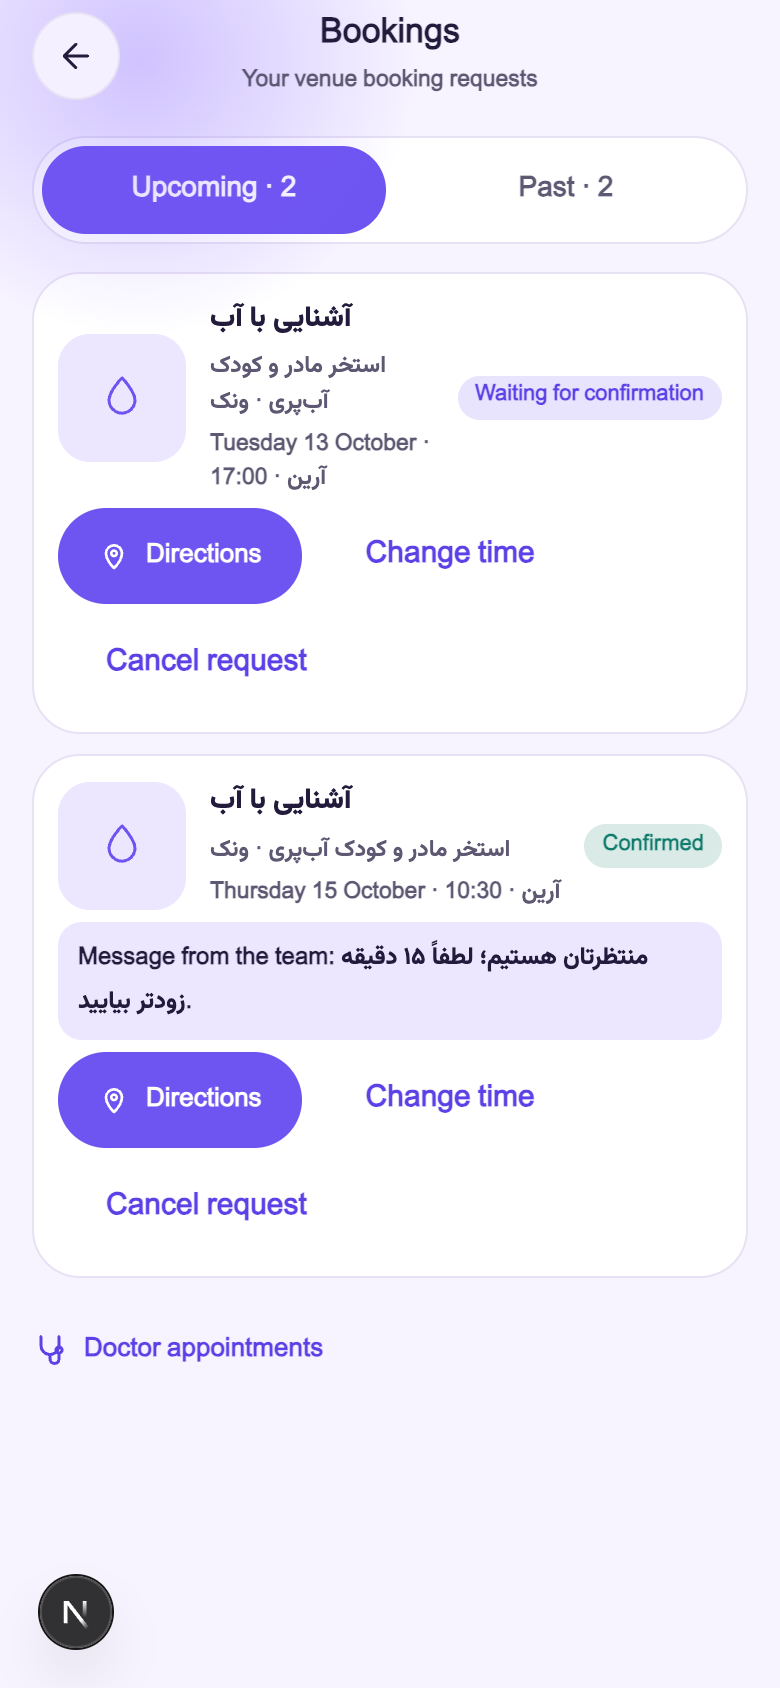 Bookings
Your venue booking requests
Upcoming · 2
Past · 2
آشنایی با آب
استخر مادر و کودک
آب‌پری · ونک
Waiting for confirmation
Tuesday 13 October ·
17:00 · آرین
Directions
Change time
Cancel request
آشنایی با آب
استخر مادر و کودک آب‌پری · ونک
Confirmed
Thursday 15 October · 10:30 · آرین
Message from the team: منتظرتان هستیم؛ لطفاً ۱۵ دقیقه
زودتر بیایید.
Directions
Change time
Cancel request
Doctor appointments
N